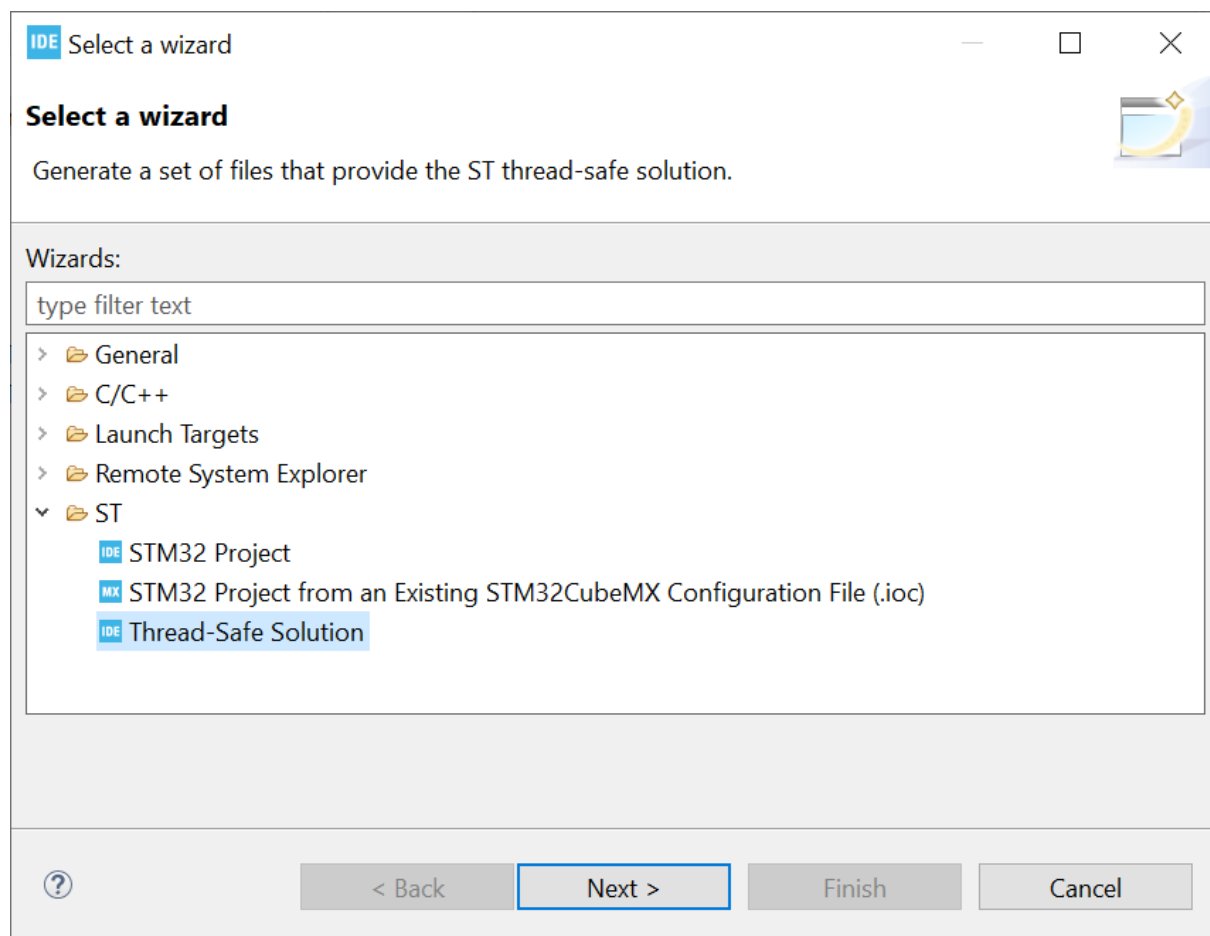 IDE Select a wizard
Select a wizard
Generate a set of files that provide the ST thread-safe solution.
Wizards:
type filter text
General
C/C++
Launch Targets
Remote System Explorer
ST
IDE STM32 Project
MX STM32 Project from an Existing STM32CubeMX Configuration File (.ioc)
IDE Thread-Safe Solution
? < Back Next > Finish Cancel